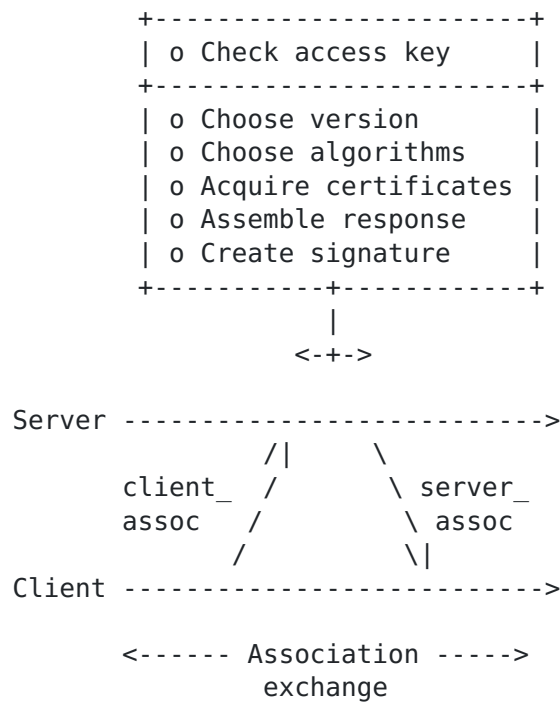 o Check access key
o Choose version
o Choose algorithms
o Acquire certificates
o Assemble response
o Create signature
Server
client_ server_
assoc assoc
Client
Association
exchange